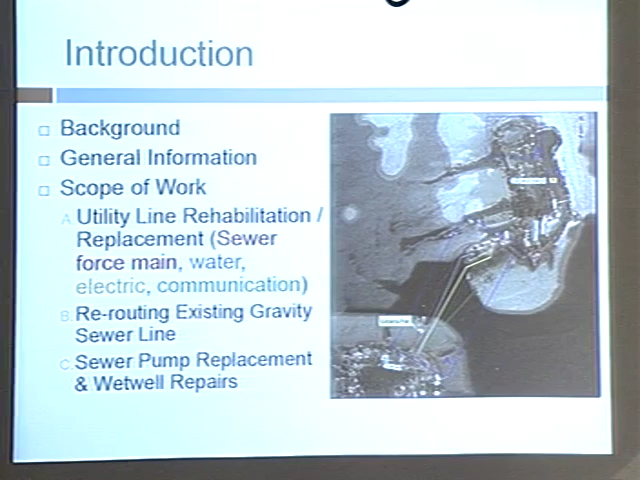 Introduction
Background
General Information
Scope of Work
A. Utility Line Rehabilitation /
Replacement (Sewer
force main, water,
electric, communication)
B. Re-routing Existing Gravity
Sewer Line
C. Sewer Pump Replacement
& Wetwell Repairs